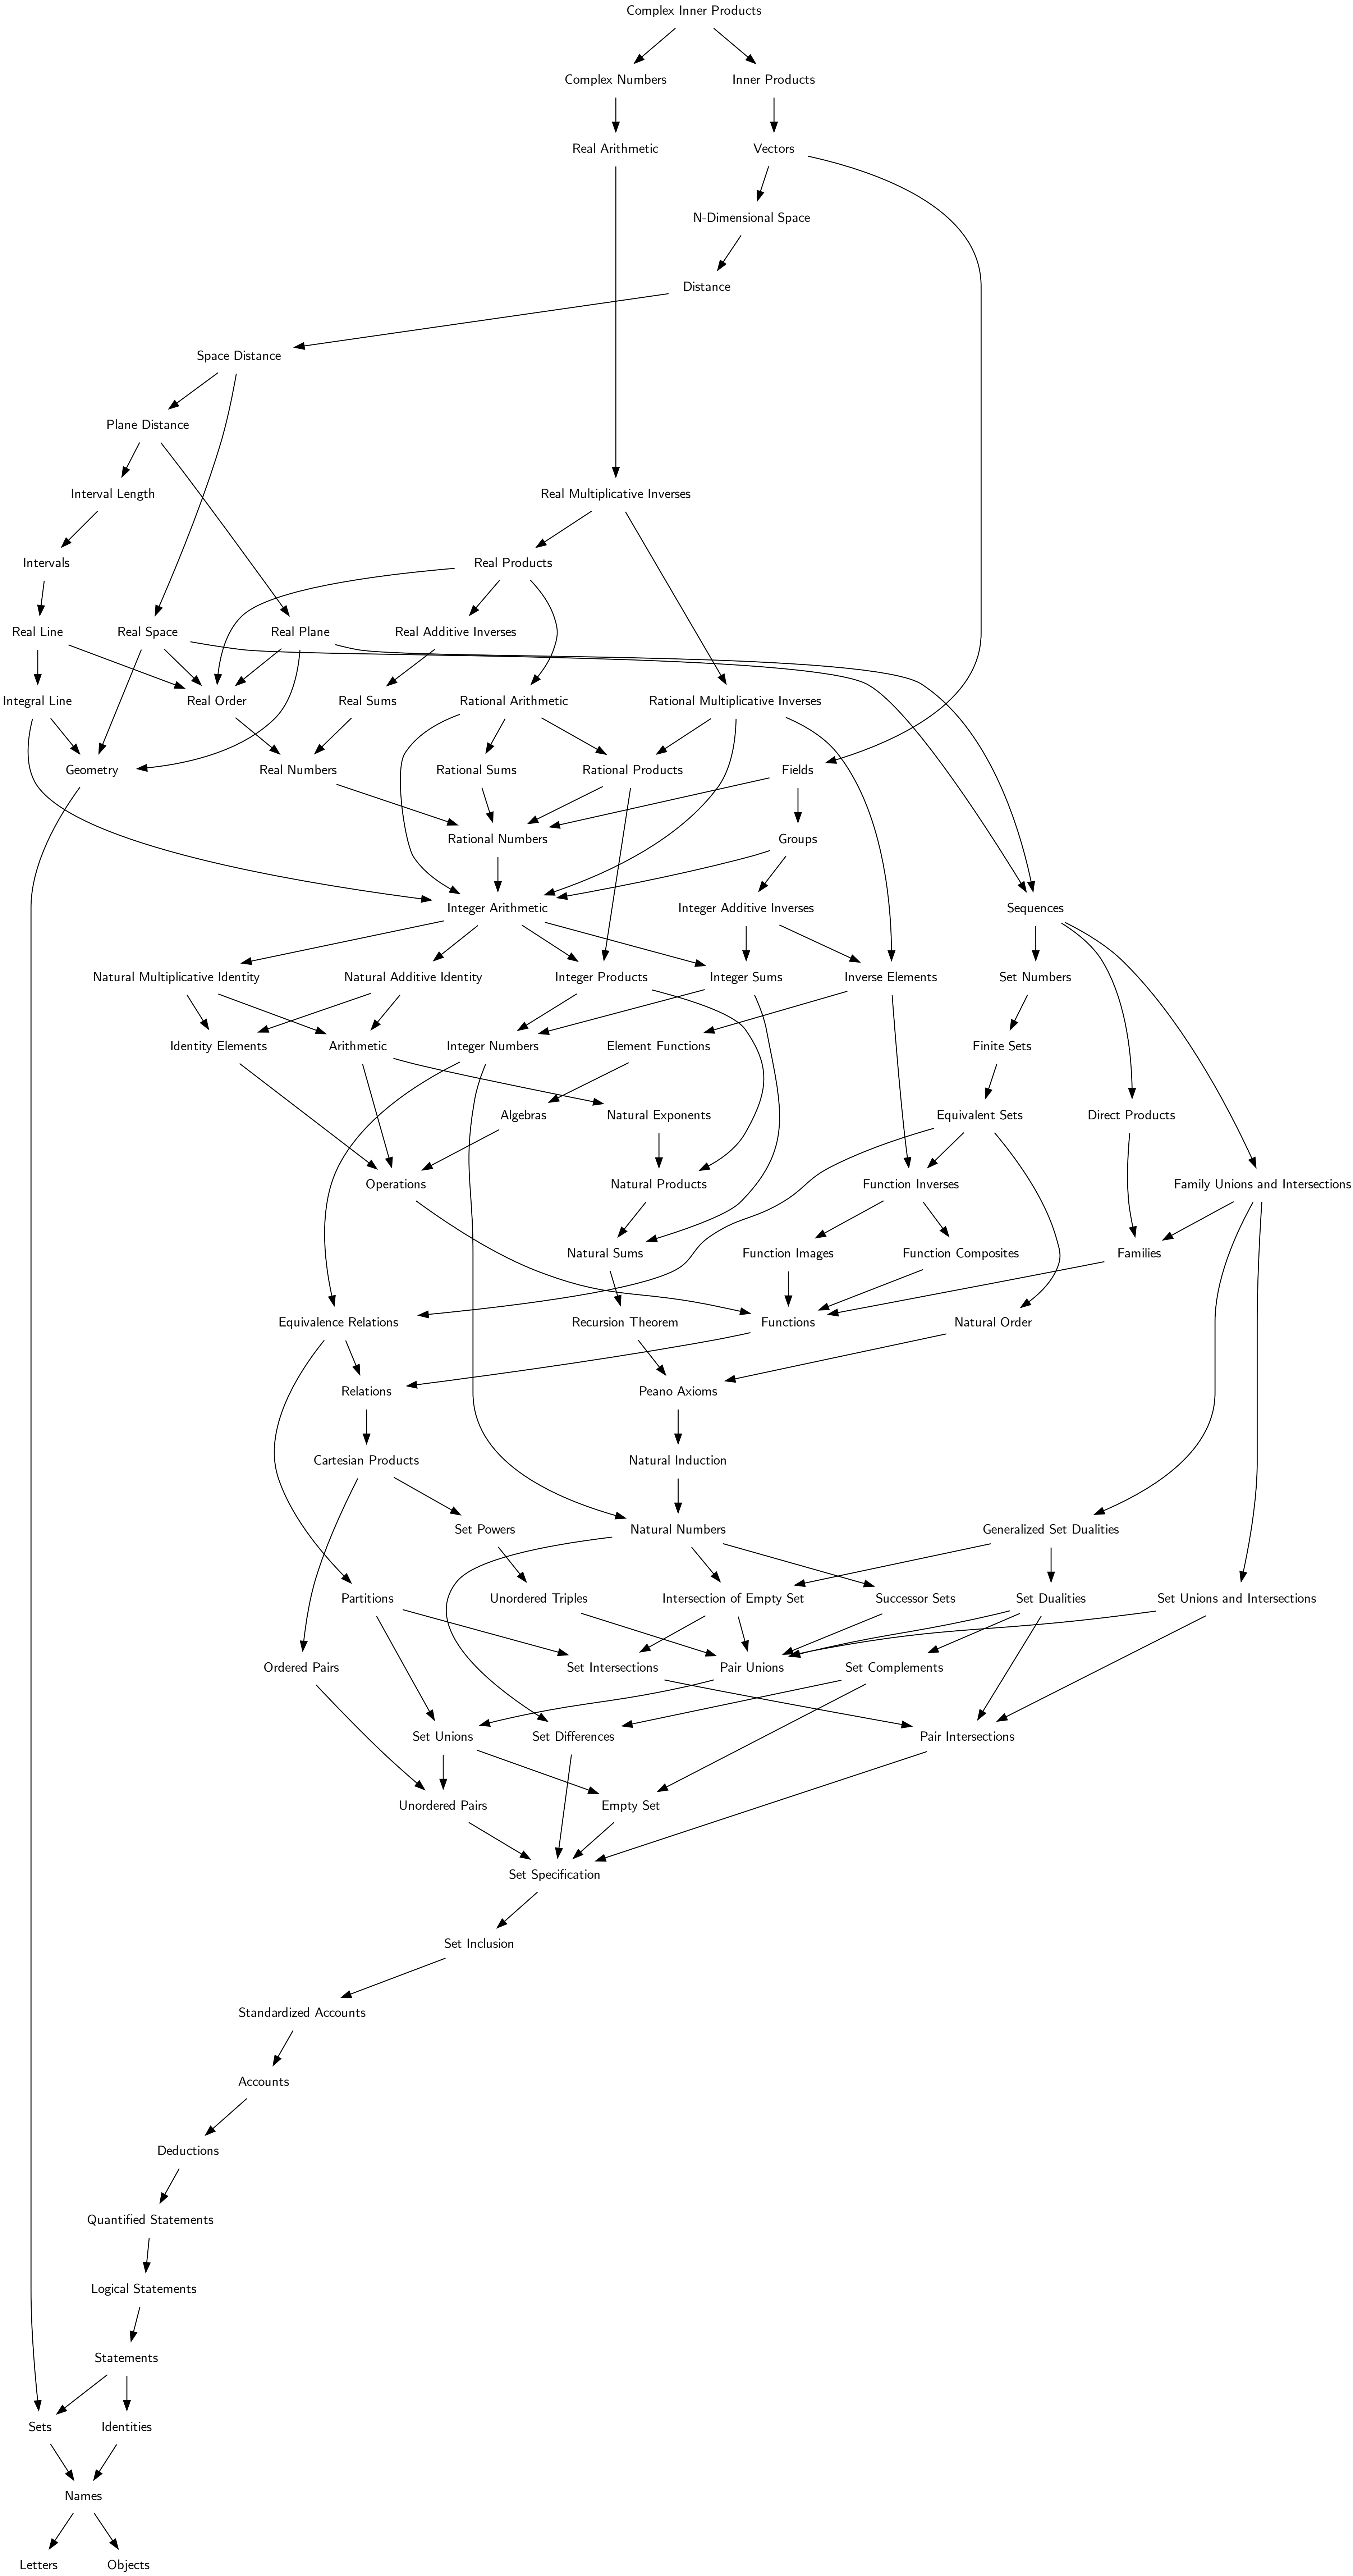 Complex Inner Products
Complex Numbers
Inner Products
Real Arithmetic
Vectors
N-Dimensional Space
Distance
Space Distance
Plane Distance
Interval Length
Real Multiplicative Inverses
Intervals
Real Products
Real Line
Real Space
Real Plane
Real Additive Inverses
Integral Line
Real Order
Real Sums
Rational Arithmetic
Rational Multiplicative Inverses
Geometry
Real Numbers
Rational Sums
Rational Products
Fields
Rational Numbers
Groups
Integer Arithmetic
Integer Additive Inverses
Sequences
Natural Multiplicative Identity
Natural Additive Identity
Integer Products
Integer Sums
Inverse Elements
Set Numbers
Identity Elements
Arithmetic
Integer Numbers
Element Functions
Finite Sets
Algebras
Natural Exponents
Equivalent Sets
Direct Products
Operations
Natural Products
Function Inverses
Family Unions and Intersections
Natural Sums
Function Images
Function Composites
Families
Equivalence Relations
Recursion Theorem
Functions
Natural Order
Relations
Peano Axioms
Cartesian Products
Natural Induction
Set Powers
Natural Numbers
Generalized Set Dualities
Partitions
Unordered Triples
Intersection of Empty Set
Successor Sets
Set Dualities
Set Unions and Intersections
Ordered Pairs
Set Intersections
Pair Unions
Set Complements
Set Unions
Set Differences
Pair Intersections
Unordered Pairs
Empty Set
Set Specification
Set Inclusion
Standardized Accounts
Accounts
Deductions
Quantified Statements
Logical Statements
Statements
Sets
Identities
Names
Letters
Objects